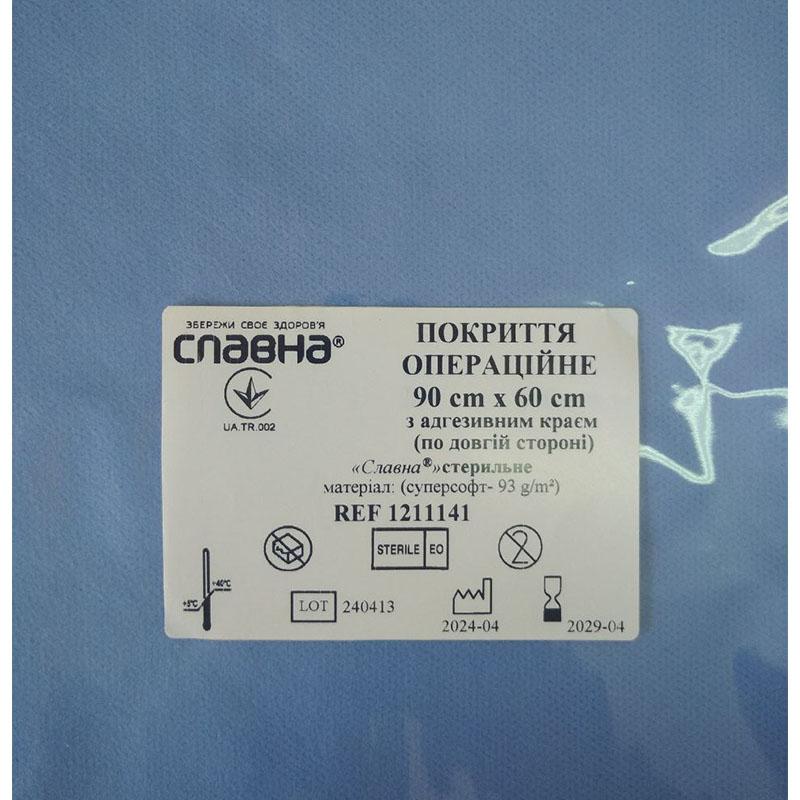 ЗБЕРЕЖИ СВОЄ ЗДОРОВ'Я
СЛАВНА®
UA.TR.002
ПОКРИТТЯ
ОПЕРАЦІЙНЕ
90 cm x 60 cm
з адгезивним краєм
(по довгій стороні)
«Славна®»стерильне
матеріал: (суперсофт- 93 g/m²)
REF 1211141
STERILE EO
2
+40°C
+5°C
LOT 240413
2024-04
2029-04